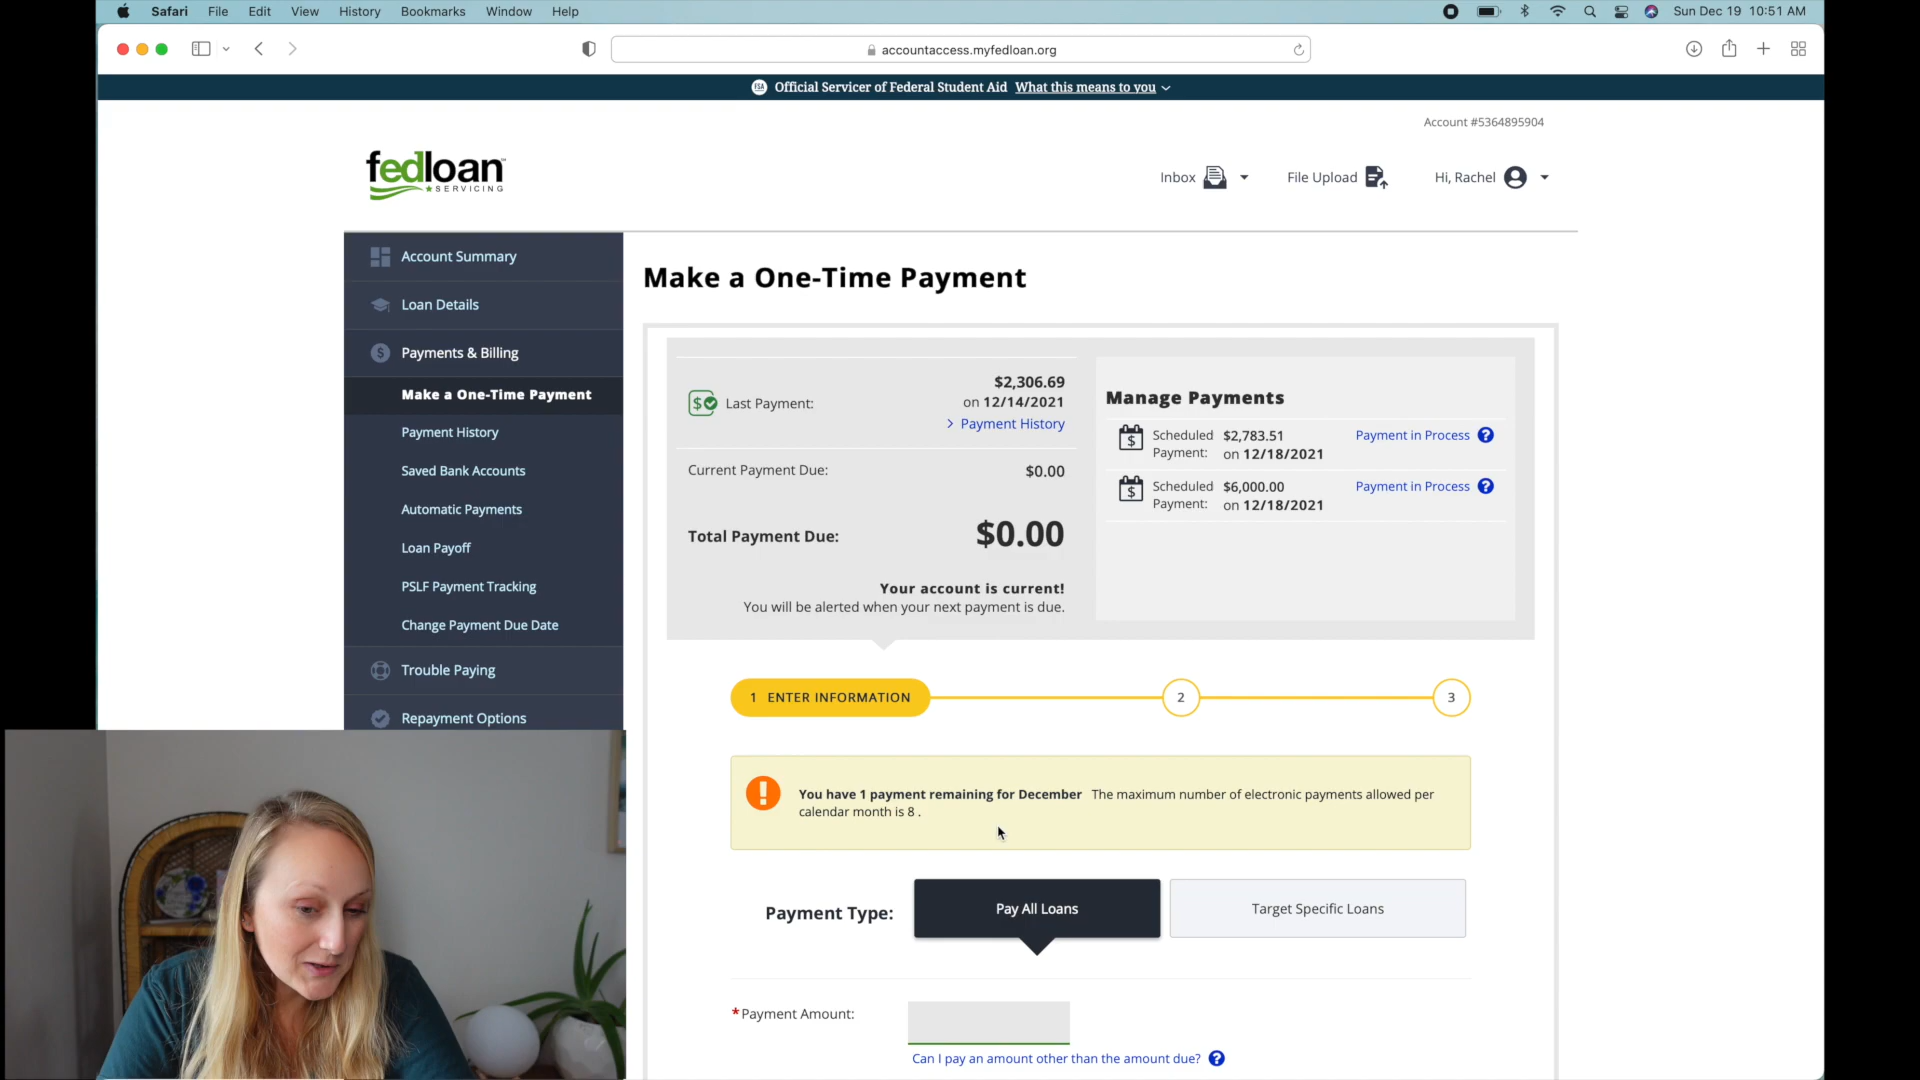 Safari File Edit View History Bookmarks Window Help Sun Dec 19 10:51 AM
accountaccess.myfedloan.org
Official Servicer of Federal Student Aid What this means to you
Account #5364895904
fedloan
SERVICING
Inbox File Upload Hi, Rachel
Account Summary
Loan Details
Payments & Billing
Make a One-Time Payment
Payment History
Saved Bank Accounts
Automatic Payments
Loan Payoff
PSLF Payment Tracking
Change Payment Due Date
Trouble Paying
Repayment Options
Make a One-Time Payment
Last Payment:
$2,306.69
on 12/14/2021
Payment History
Current Payment Due: $0.00
Total Payment Due: $0.00
Your account is current!
You will be alerted when your next payment is due.
Manage Payments
Scheduled $2,783.51 Payment in Process ?
Payment: on 12/18/2021
Scheduled $6,000.00 Payment in Process ?
Payment: on 12/18/2021
1 ENTER INFORMATION 2 3
You have 1 payment remaining for December The maximum number of electronic payments allowed per
calendar month is 8 .
Payment Type: Pay All Loans Target Specific Loans
*Payment Amount:
Can I pay an amount other than the amount due? ?